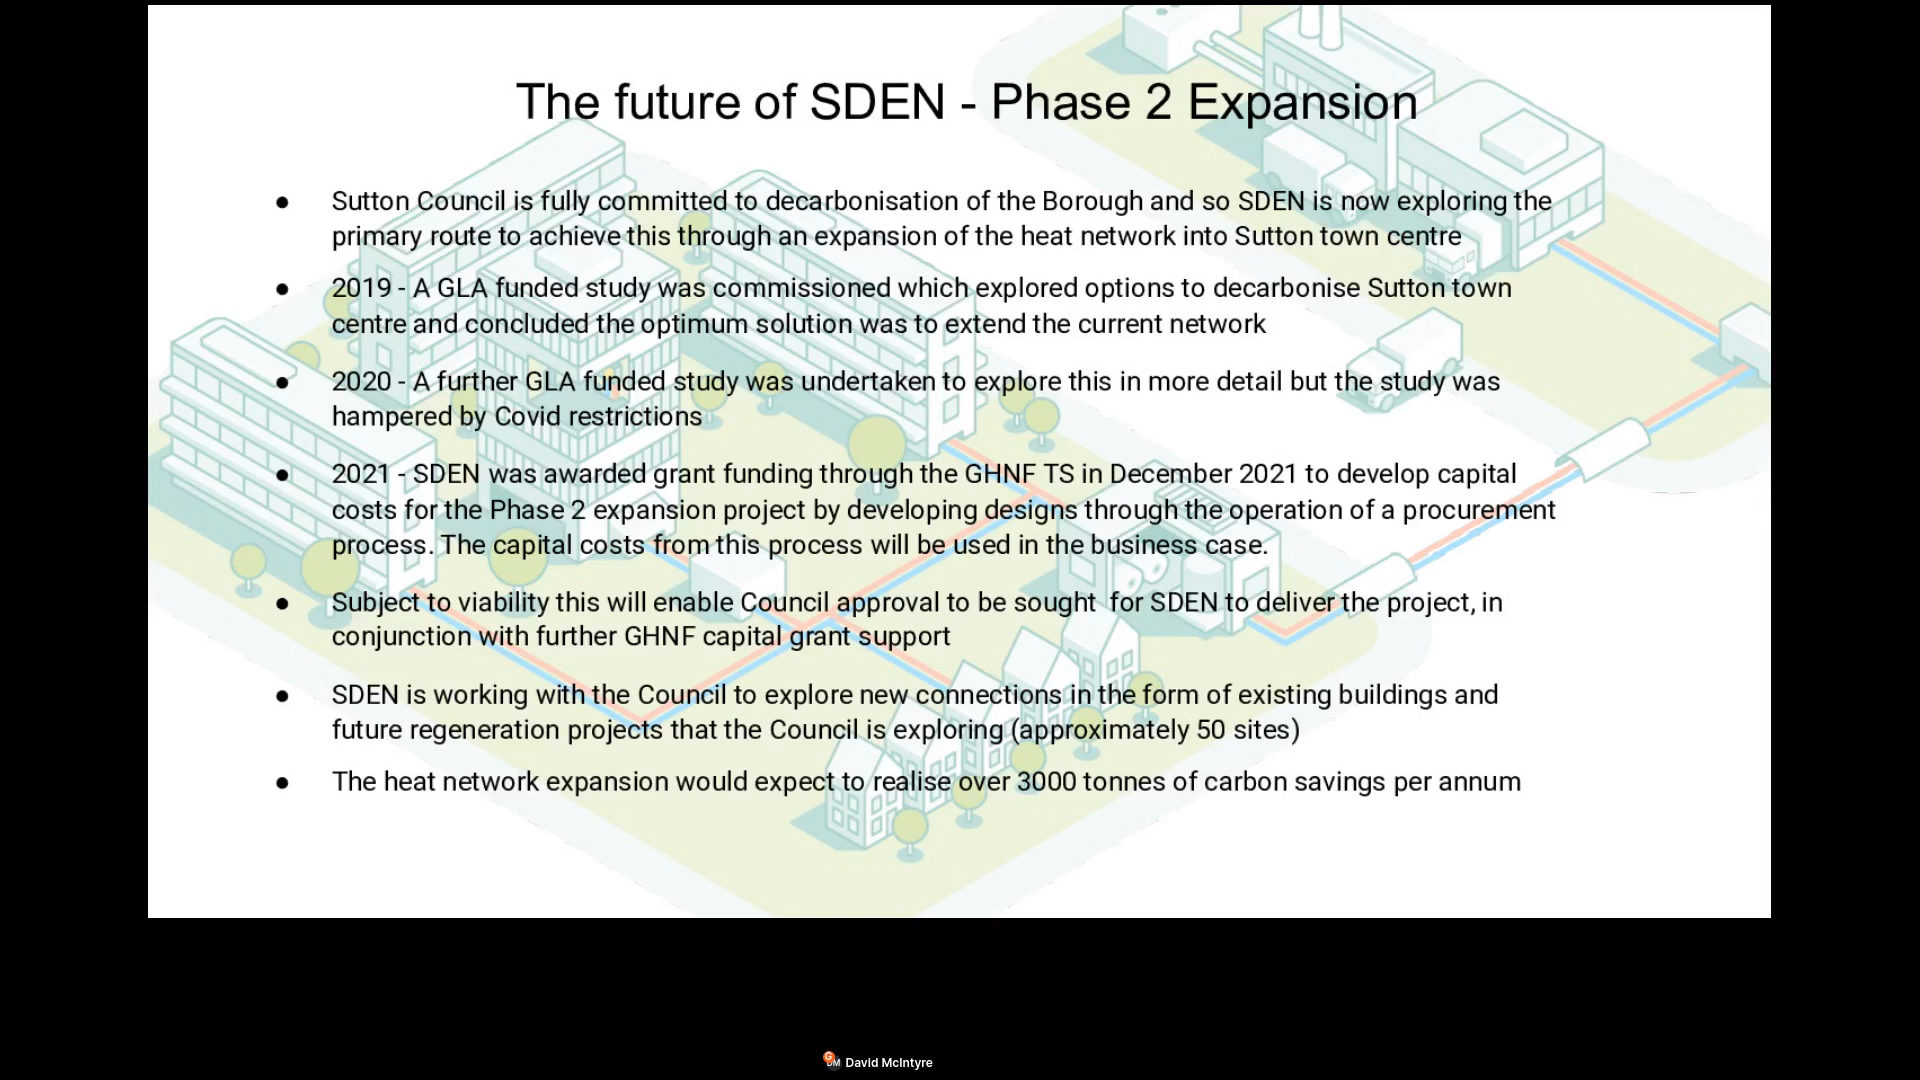 The future of SDEN - Phase 2 Expansion
● Sutton Council is fully committed to decarbonisation of the Borough and so SDEN is now exploring the
primary route to achieve this through an expansion of the heat network into Sutton town centre
● 2019 - A GLA funded study was commissioned which explored options to decarbonise Sutton town
centre and concluded the optimum solution was to extend the current network
● 2020 - A further GLA funded study was undertaken to explore this in more detail but the study was
hampered by Covid restrictions
● 2021 - SDEN was awarded grant funding through the GHNF TS in December 2021 to develop capital
costs for the Phase 2 expansion project by developing designs through the operation of a procurement
process. The capital costs from this process will be used in the business case.
● Subject to viability this will enable Council approval to be sought  for SDEN to deliver the project, in
conjunction with further GHNF capital grant support
● SDEN is working with the Council to explore new connections in the form of existing buildings and
future regeneration projects that the Council is exploring (approximately 50 sites)
● The heat network expansion would expect to realise over 3000 tonnes of carbon savings per annum
G DM David McIntyre